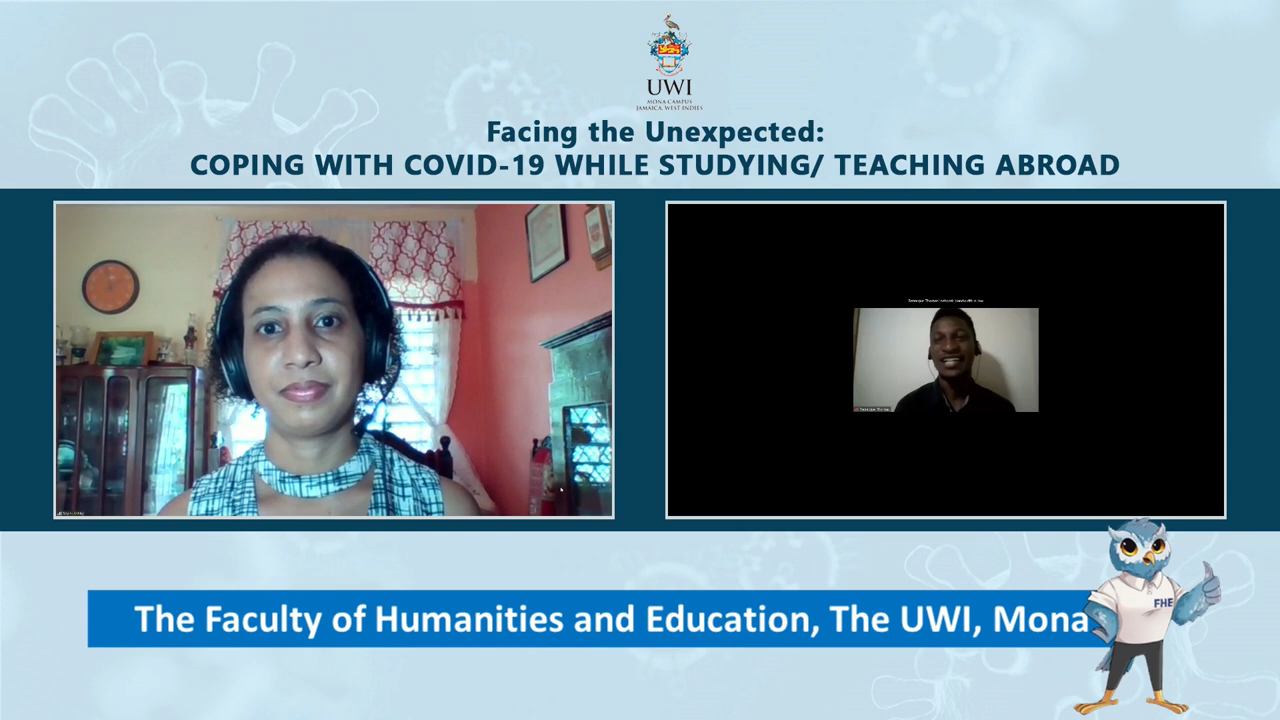 UWI
MONA CAMPUS
JAMAICA, WEST INDIES
Facing the Unexpected:
COPING WITH COVID-19 WHILE STUDYING/ TEACHING ABROAD
The Faculty of Humanities and Education, The UWI, Mona
FHE